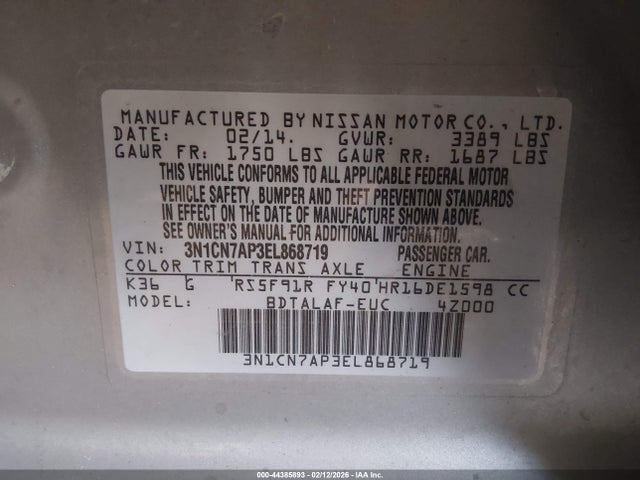 MANUFACTURED BY NISSAN MOTOR CO., LTD.
DATE: 02/14. GVWR: 3389 LBS
GAWR FR: 1750 LBS GAWR RR: 1687 LBS
THIS VEHICLE CONFORMS TO ALL APPLICABLE FEDERAL MOTOR
VEHICLE SAFETY, BUMPER AND THEFT PREVENTION STANDARDS
IN EFFECT ON THE DATE OF MANUFACTURE SHOWN ABOVE.
SEE OWNER'S MANUAL FOR ADDITIONAL INFORMATION.
VIN: 3N1CN7AP3EL868719 PASSENGER CAR.
COLOR TRIM TRANS AXLE ENGINE
K36 G RS5F91R FY40 HR16DE1598 CC
MODEL: BDTALAF-EUC 4Z000
3N1CN7AP3EL868719
000-44385893 - 02/12/2026 - IAA Inc.